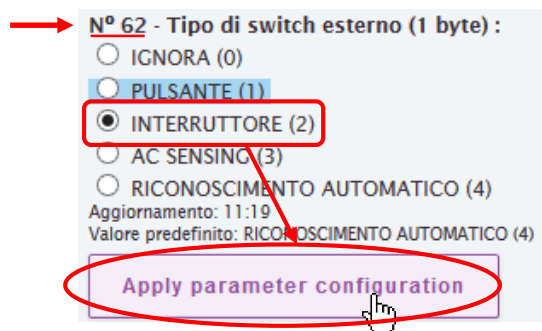 Nº 62 - Tipo di switch esterno (1 byte) :
IGNORA (0)
PULSANTE (1)
INTERRUTTORE (2)
AC SENSING (3)
RICONOSCIMENTO AUTOMATICO (4)
Aggiornamento: 11:19
Valore predefinito: RICONOSCIMENTO AUTOMATICO (4)
Apply parameter configuration